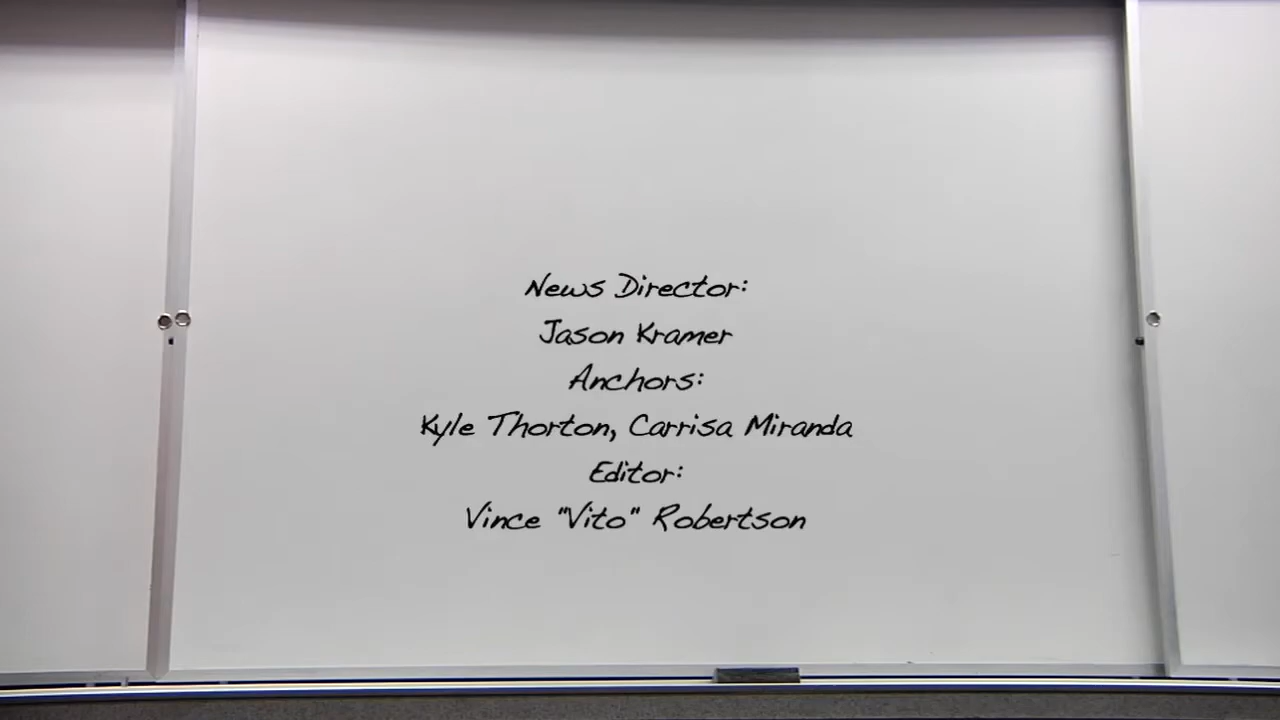 News Director:
Jason Kramer
Anchors:
Kyle Thorton, Carrisa Miranda
Editor:
Vince "Vito" Robertson